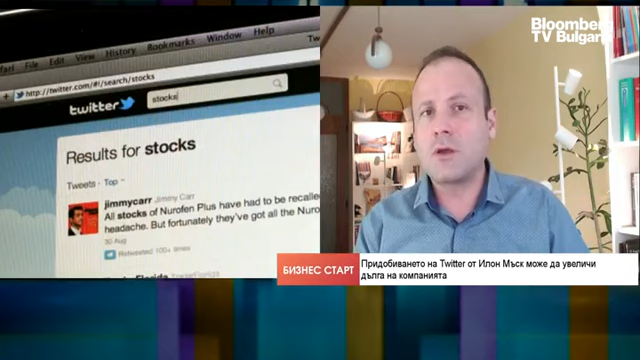 Bloomberg
TV Bulgaria
View
History
Bookmarks
Window
Help
http://twitter.com/#!/search/stocks
twitter
stocks
Results for stocks
Tweets · Top
jimmycarr Jimmy Carr
All stocks of Nurofen Plus have had to be recalle
headache. But fortunately they've got all the Nuro
30 Aug
Retweeted 100+ times
БИЗНЕС СТАРТ
Придобиването на Twitter от Илон Мъск може да увеличи
дълга на компанията